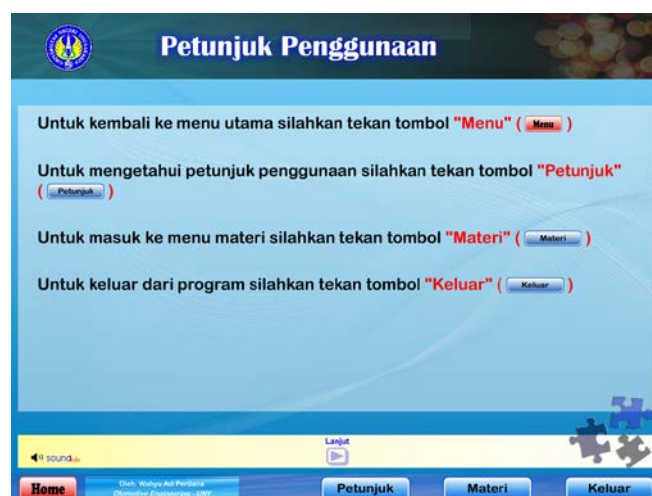 Petunjuk Penggunaan
Untuk kembali ke menu utama silahkan tekan tombol "Menu" ( Menu )
Untuk mengetahui petunjuk penggunaan silahkan tekan tombol "Petunjuk"
( Petunjuk )
Untuk masuk ke menu materi silahkan tekan tombol "Materi" ( Materi )
Untuk keluar dari program silahkan tekan tombol "Keluar" ( Keluar )
Lanjut
sound
Home
Oleh: Wahyu Adi Perdana
Otomotive Engineering - UNY
Petunjuk
Materi
Keluar